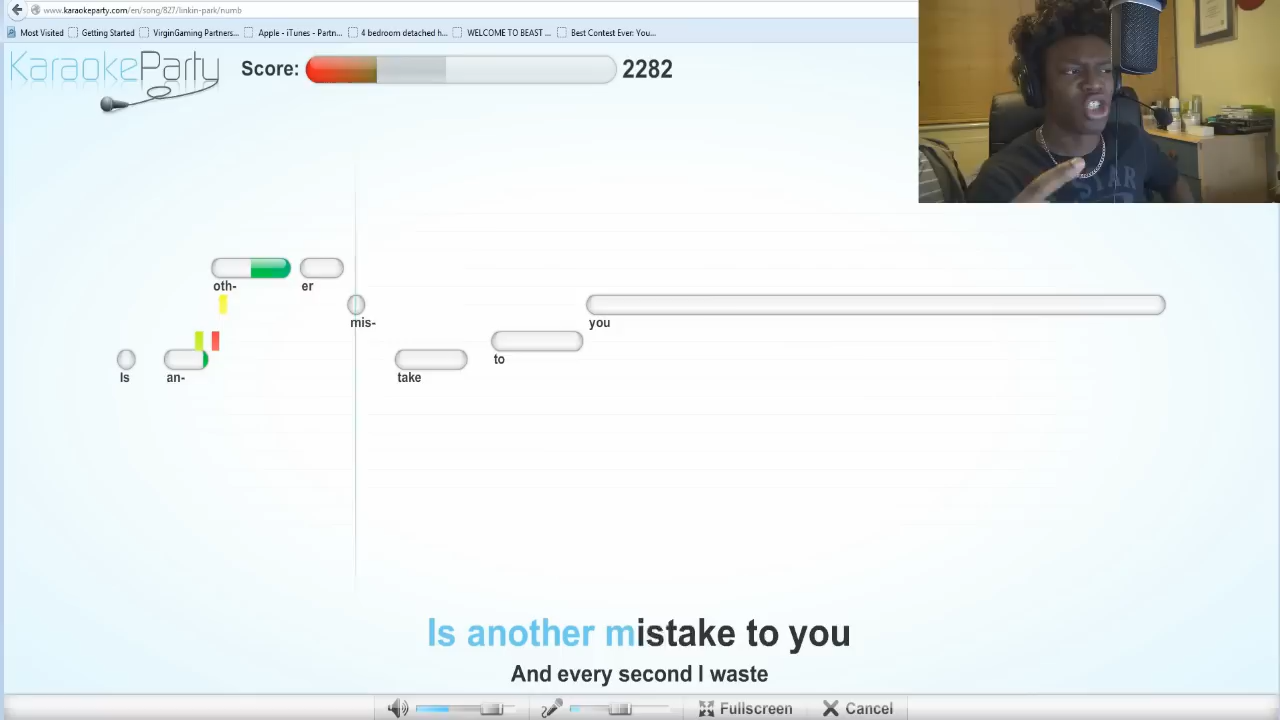 www.karaokeparty.com/en/song/827/linkin-park/numb
Most Visited Getting Started VirginGaming Partners... Apple - iTunes - Partn... 4 bedroom detached h... WELCOME TO BEAST ... Best Contest Ever: You...
KaraokeParty Score: 2282
STAR
oth- er
mis- you
to
Is an- take
Is another mistake to you
And every second I waste
Fullscreen Cancel